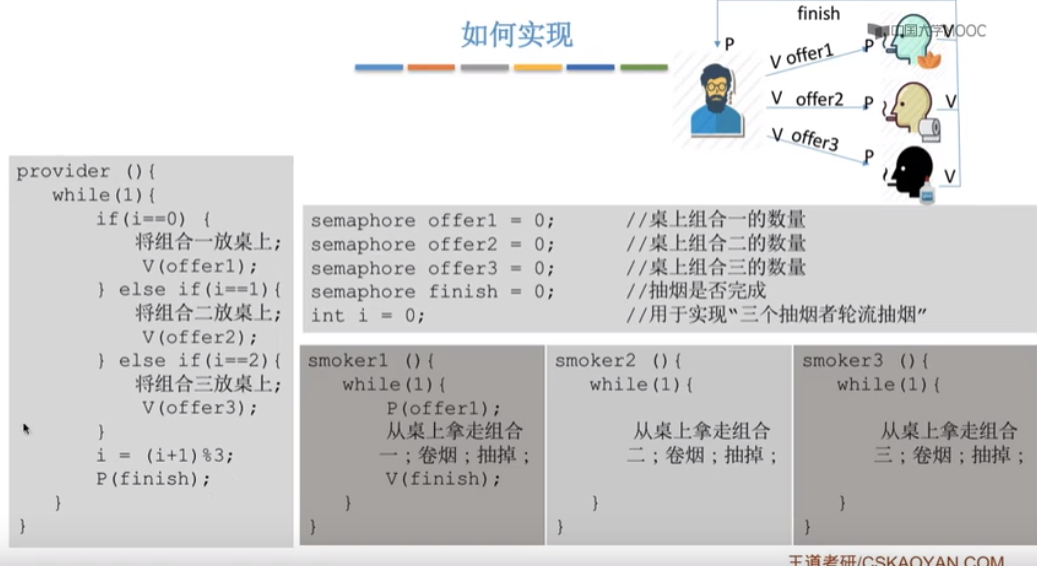 如何实现
finish
中国大学MOOC
P
V offer1
P
V
V offer2
P
V
V offer3
P
V
provider (){
while(1){
if(i==0) {
将组合一放桌上;
V(offer1);
} else if(i==1){
将组合二放桌上;
V(offer2);
} else if(i==2){
将组合三放桌上;
V(offer3);
}
i = (i+1)%3;
P(finish);
}
}
semaphore offer1 = 0; //桌上组合一的数量
semaphore offer2 = 0; //桌上组合二的数量
semaphore offer3 = 0; //桌上组合三的数量
semaphore finish = 0; //抽烟是否完成
int i = 0; //用于实现“三个抽烟者轮流抽烟”
smoker1 (){
while(1){
P(offer1);
从桌上拿走组合
一；卷烟；抽掉；
V(finish);
}
}
smoker2 (){
while(1){
从桌上拿走组合
二；卷烟；抽掉；
}
}
smoker3 (){
while(1){
从桌上拿走组合
三；卷烟；抽掉；
}
}
王道考研/CSKAOYAN.COM